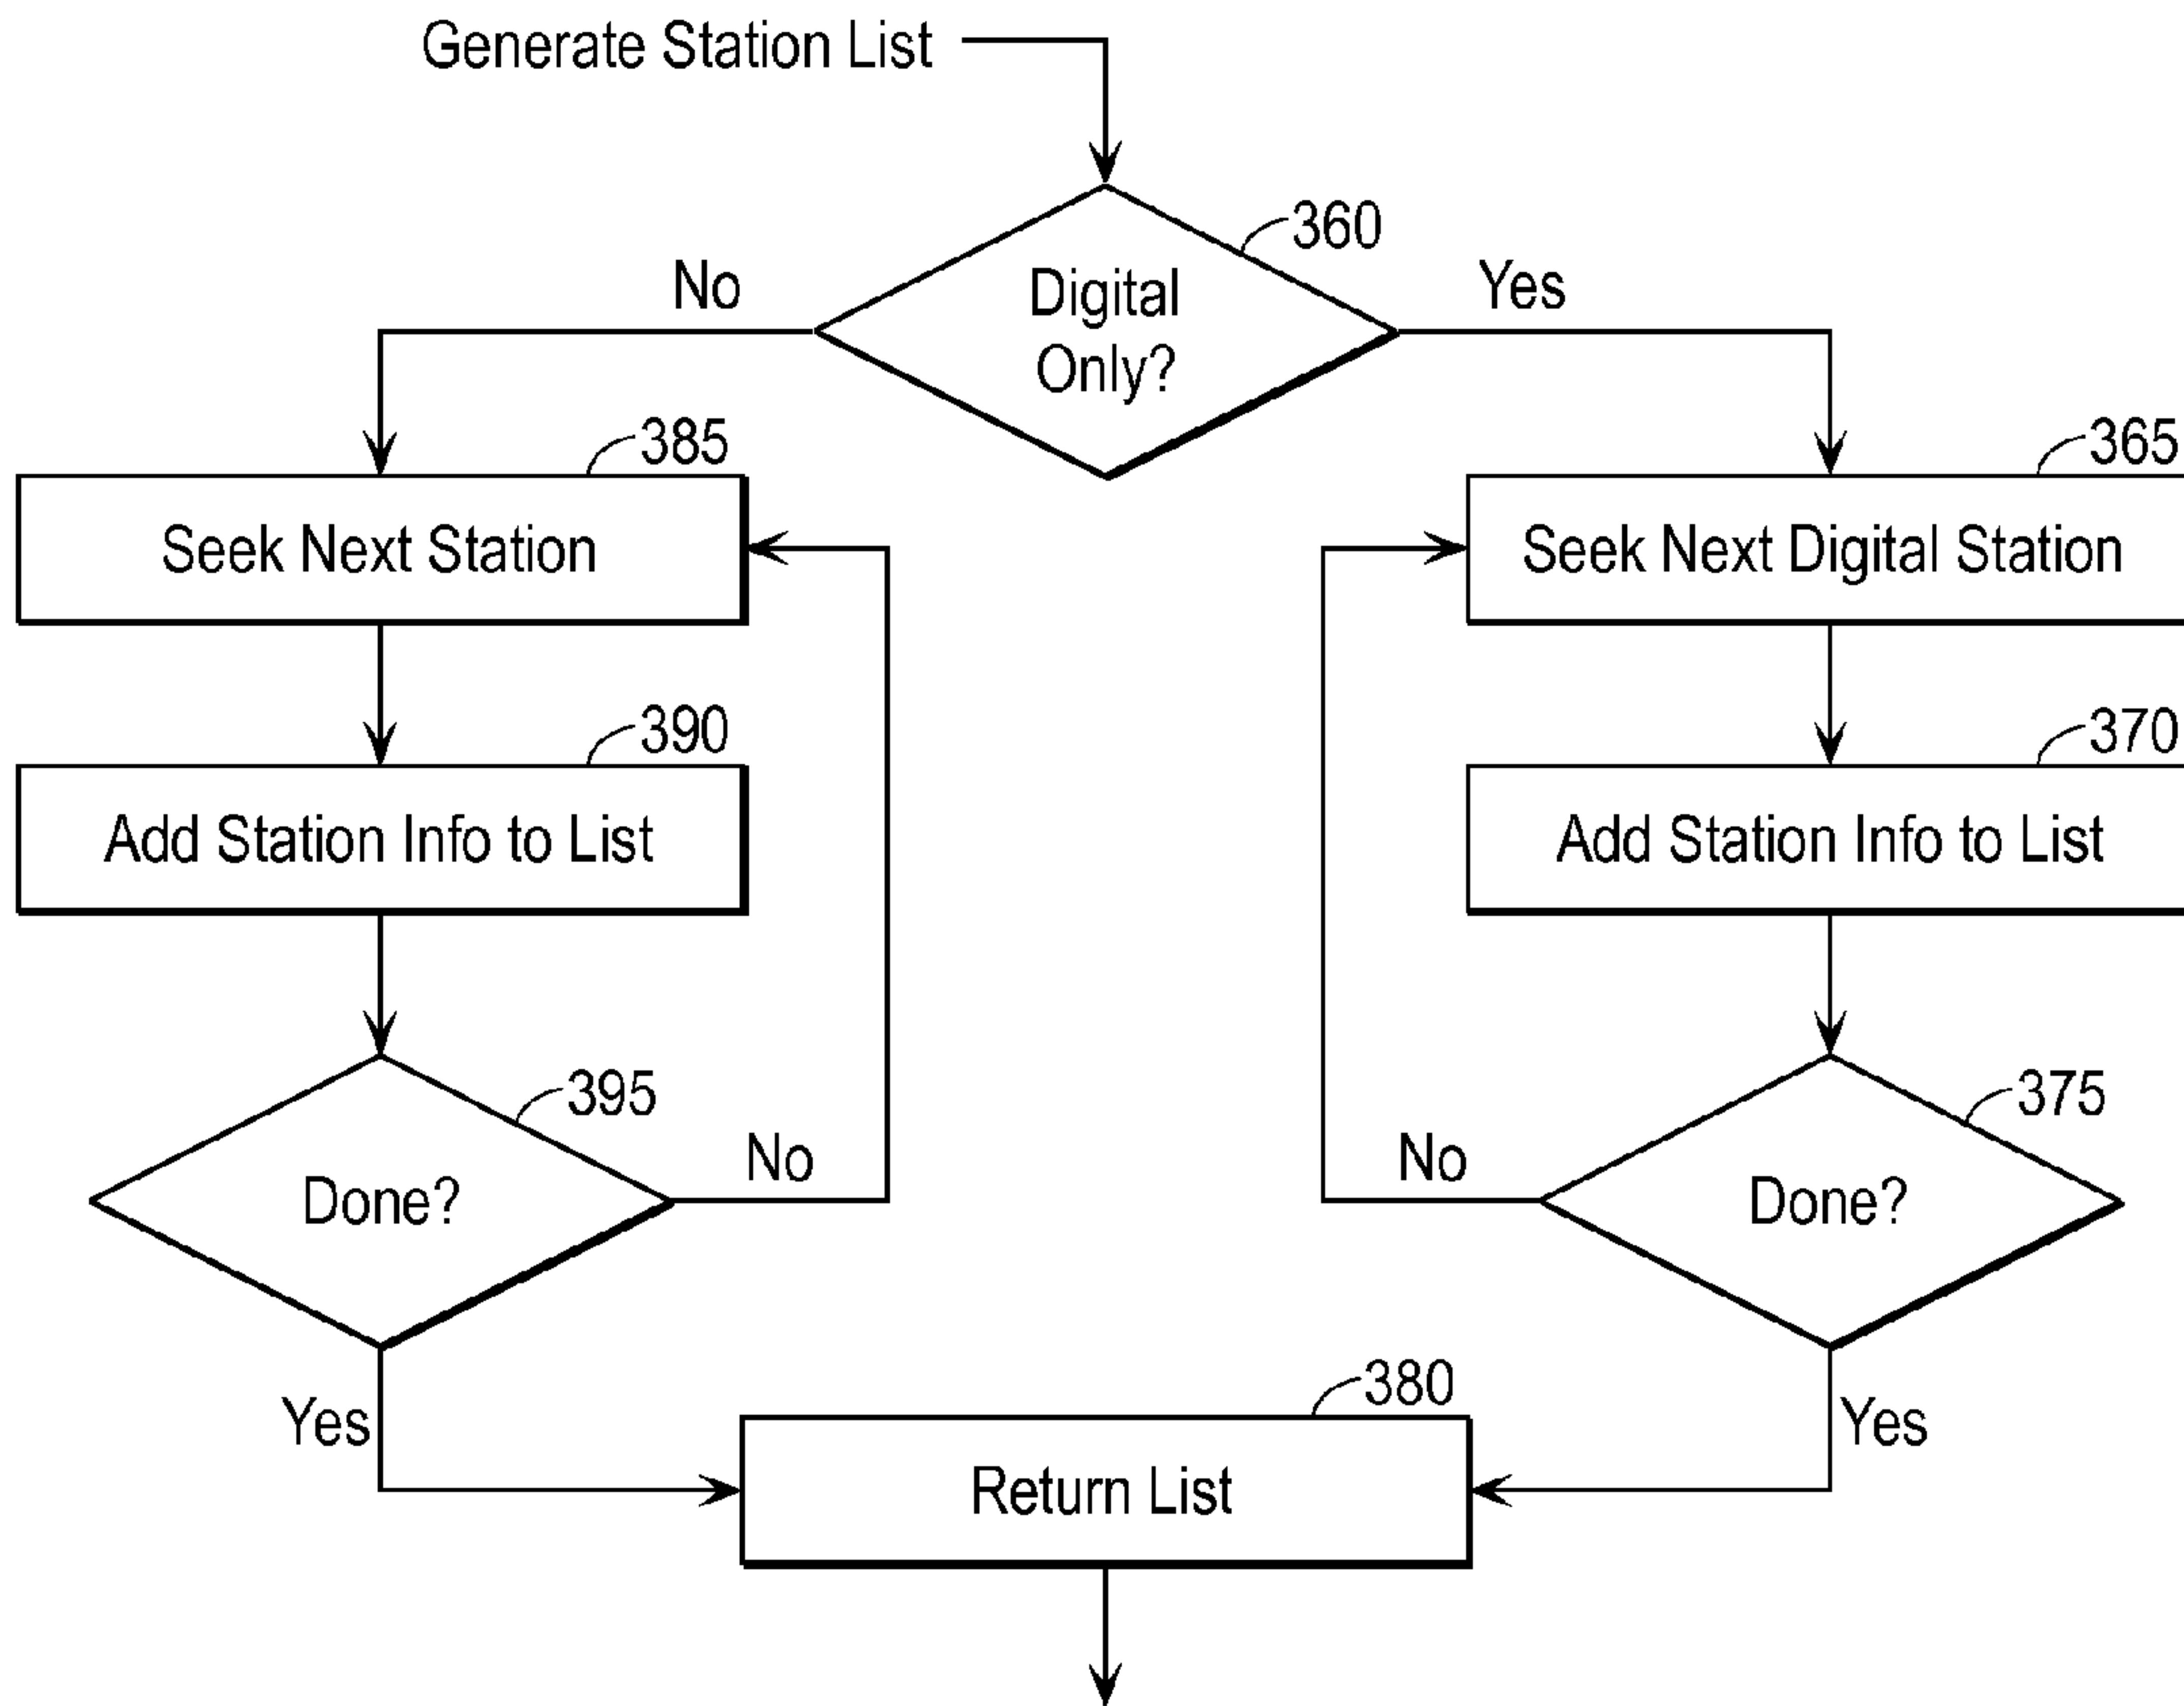 Generate Station List
360
No
Digital
Only?
Yes
385
365
Seek Next Station
Seek Next Digital Station
390
370
Add Station Info to List
Add Station Info to List
395
375
No
No
Done?
Done?
380
Yes
Yes
Return List